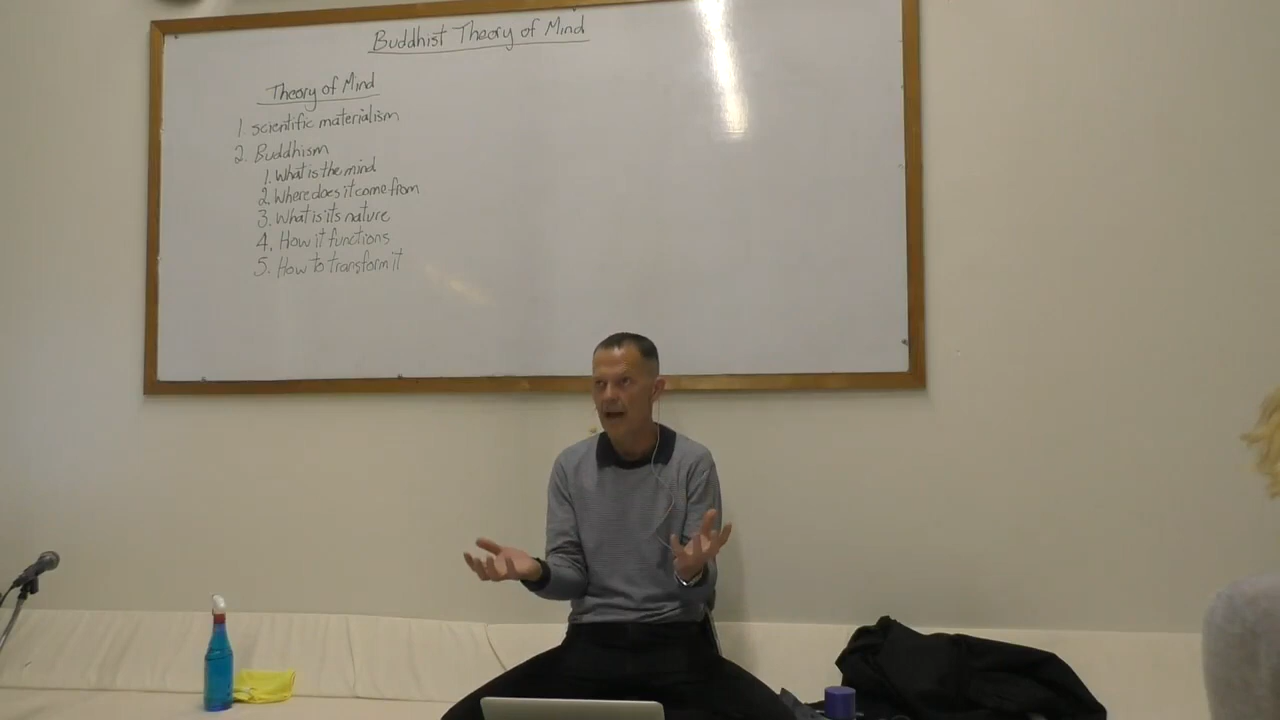 Buddhist Theory of Mind
Theory of Mind
1. scientific materialism
2. Buddhism
1. What is the mind
2. Where does it come from
3. What is its nature
4. How it functions
5. How to transform it